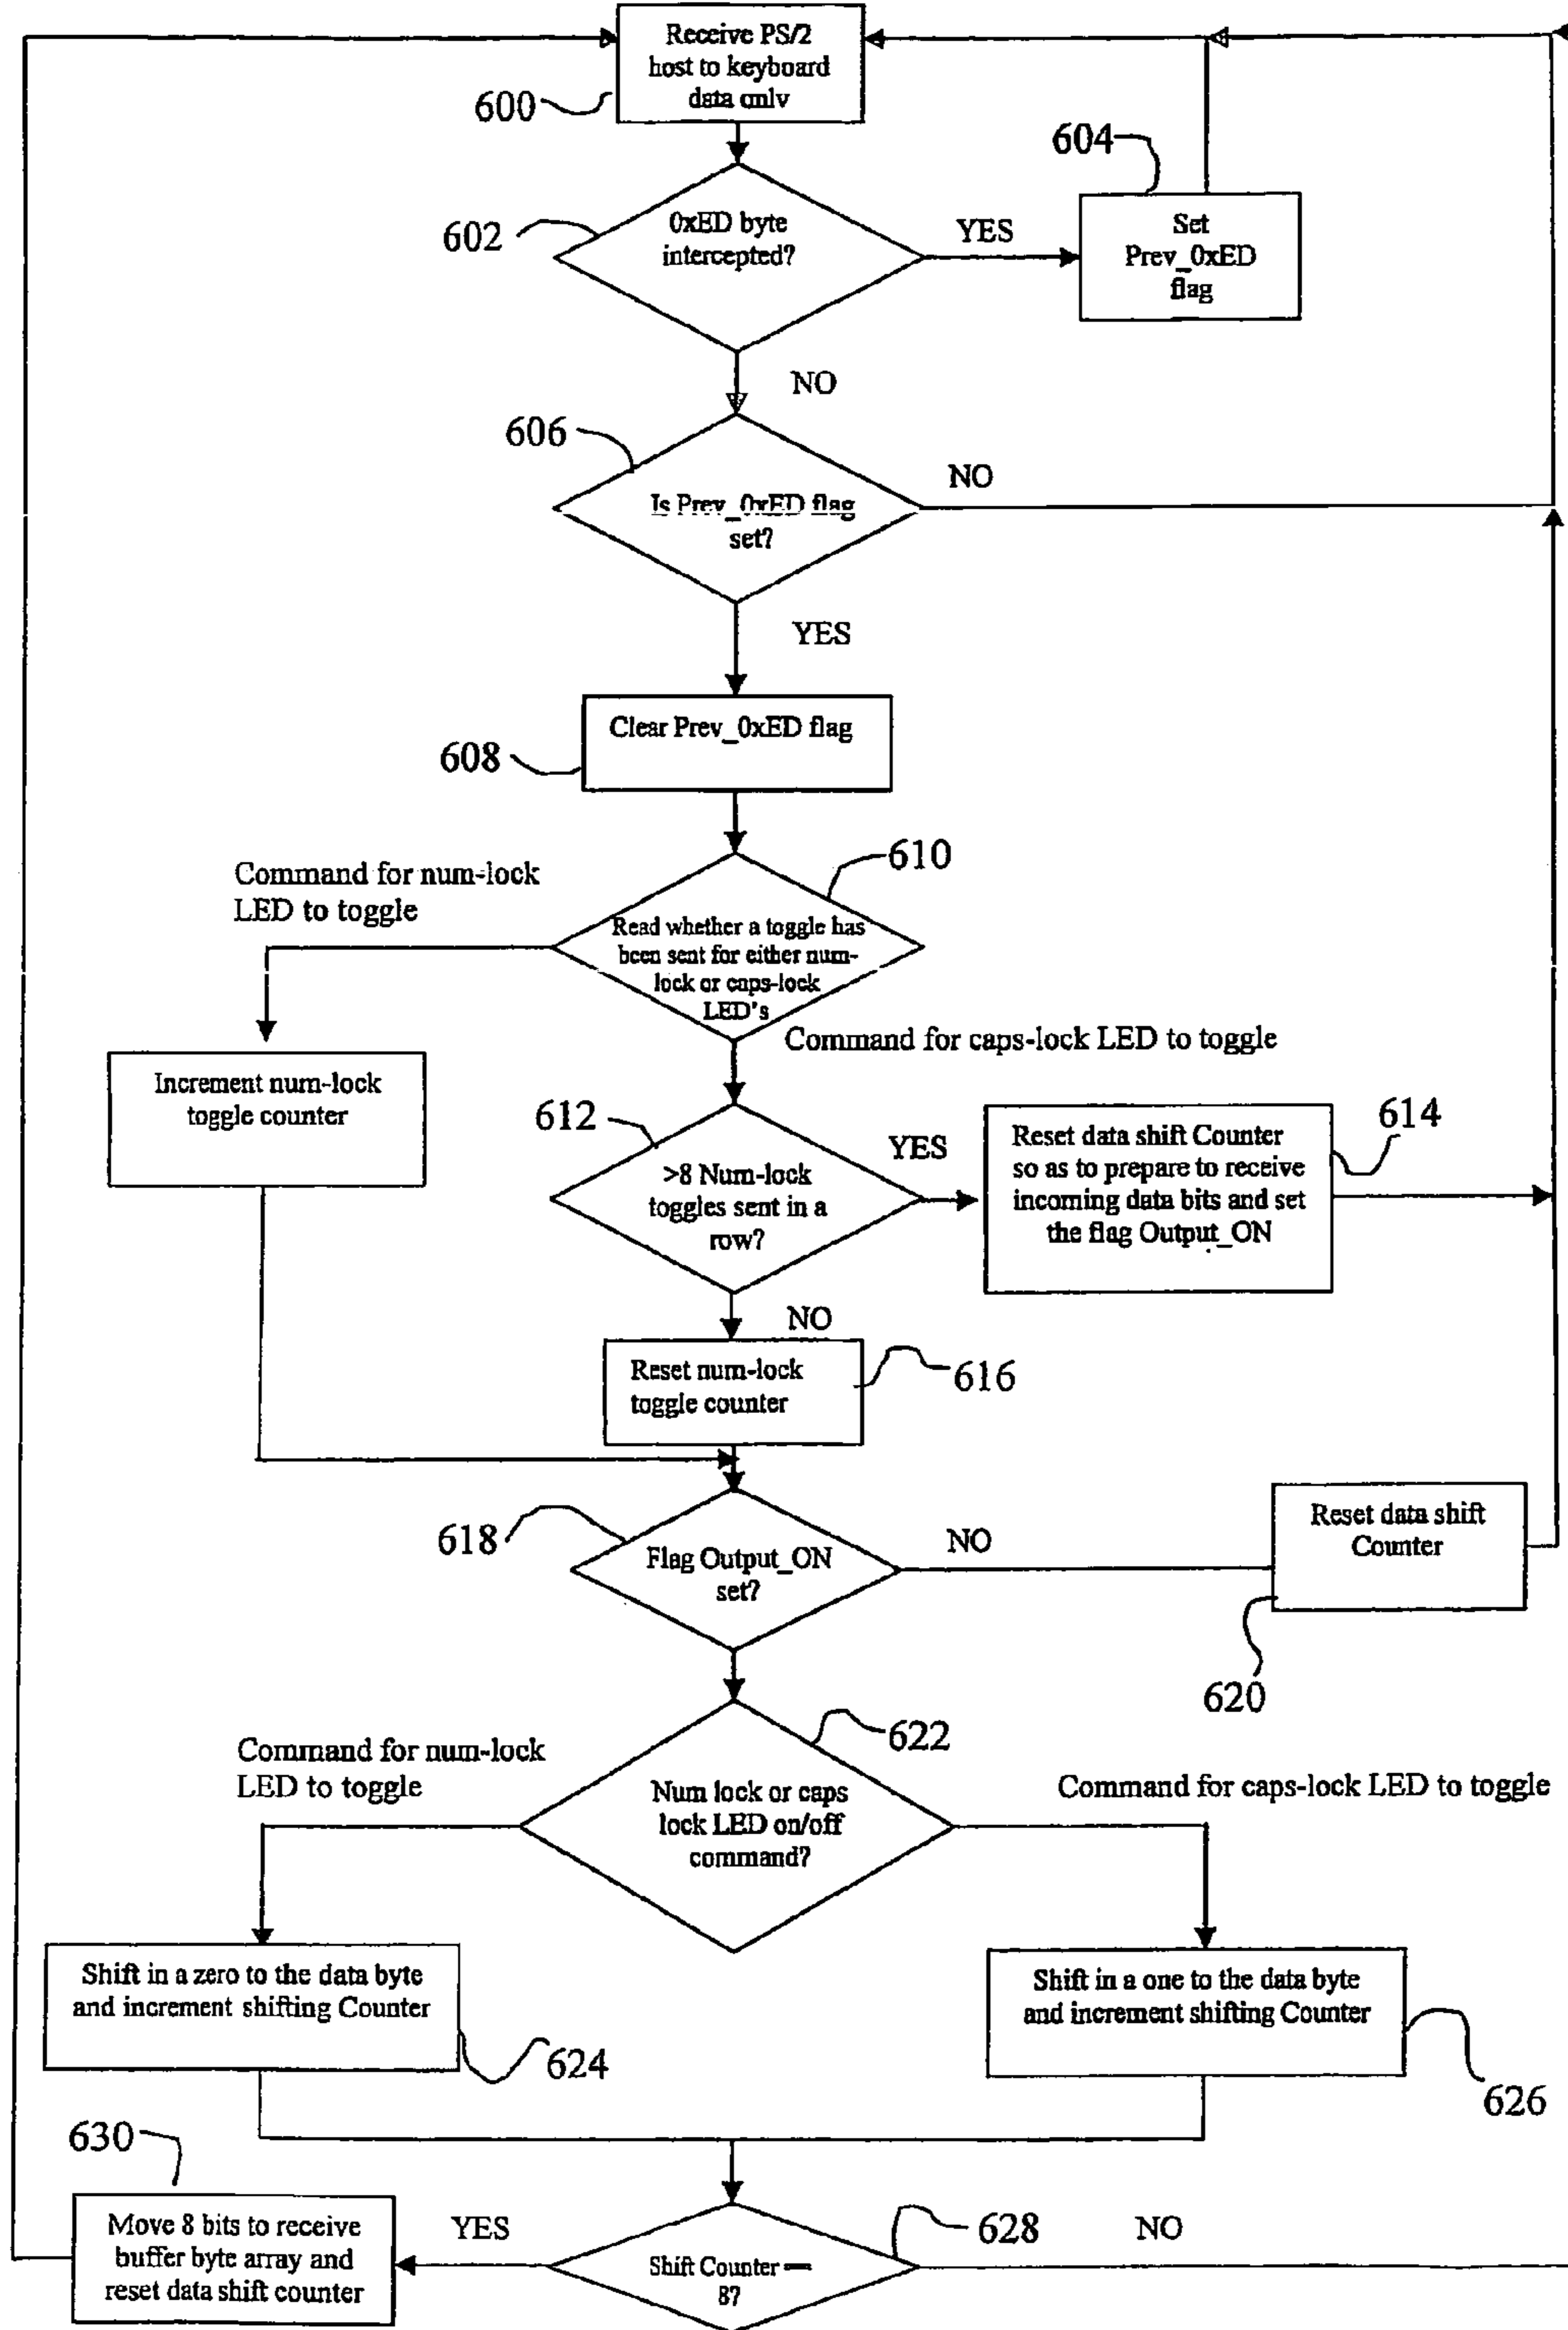 Receive PS/2
host to keyboard
data only
600
604
602
0xED byte
intercepted?
YES
Set
Prev_0xED
flag
NO
606
NO
Is Prev_0xED flag
set?
YES
Clear Prev_0xED flag
608
Command for num-lock
LED to toggle
610
Read whether a toggle has
been sent for either num-
lock or caps-lock
LED's
Command for caps-lock LED to toggle
Increment num-lock
toggle counter
612
>8 Num-lock
toggles sent in a
row?
YES
Reset data shift Counter
so as to prepare to receive
incoming data bits and set
the flag Output_ON
614
NO
Reset num-lock
toggle counter
616
618
Flag Output_ON
set?
NO
Reset data shift
Counter
620
622
Command for num-lock
LED to toggle
Num lock or caps
lock LED on/off
command?
Command for caps-lock LED to toggle
Shift in a zero to the data byte
and increment shifting Counter
624
Shift in a one to the data byte
and increment shifting Counter
626
630
Move 8 bits to receive
buffer byte array and
reset data shift counter
YES
Shift Counter ==
8?
628
NO